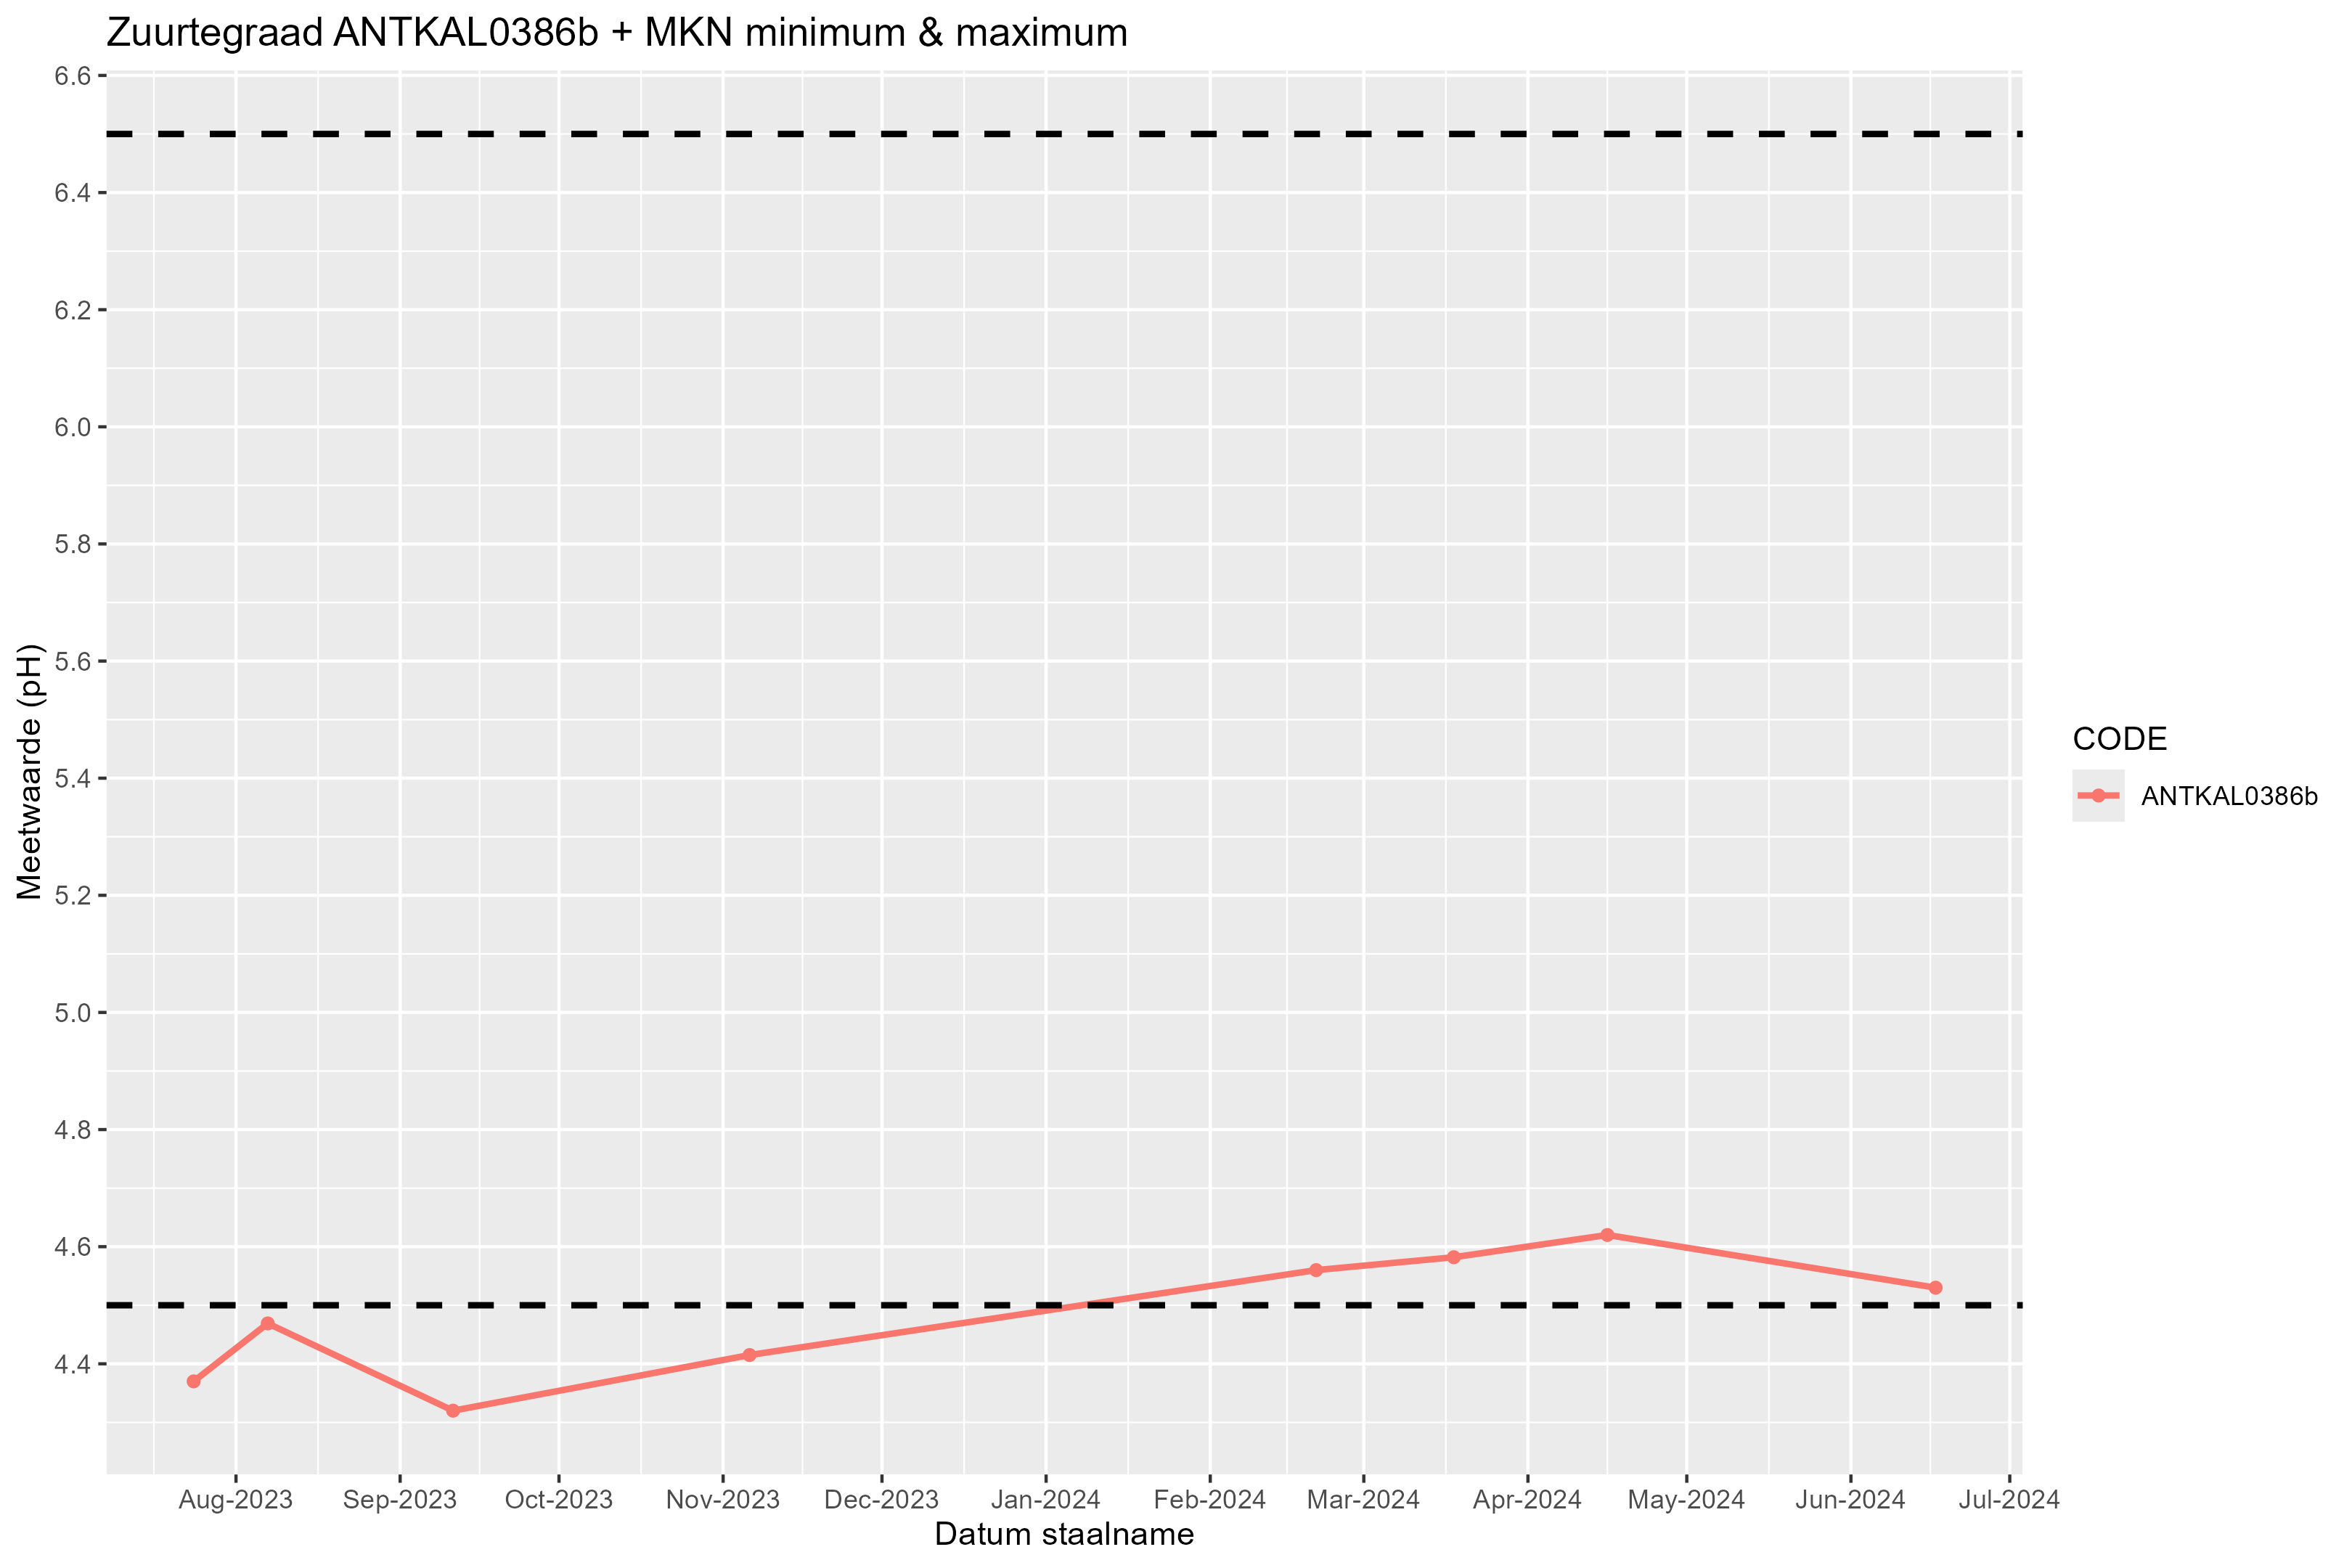 Zuurtegraad ANTKAL0386b + MKN minimum & maximum
Meetwaarde (pH)
6.6
6.4
6.2
6.0
5.8
5.6
5.4
5.2
5.0
4.8
4.6
4.4
Aug-2023 Sep-2023 Oct-2023 Nov-2023 Dec-2023 Jan-2024 Feb-2024 Mar-2024 Apr-2024 May-2024 Jun-2024 Jul-2024
Datum staalname
CODE
ANTKAL0386b